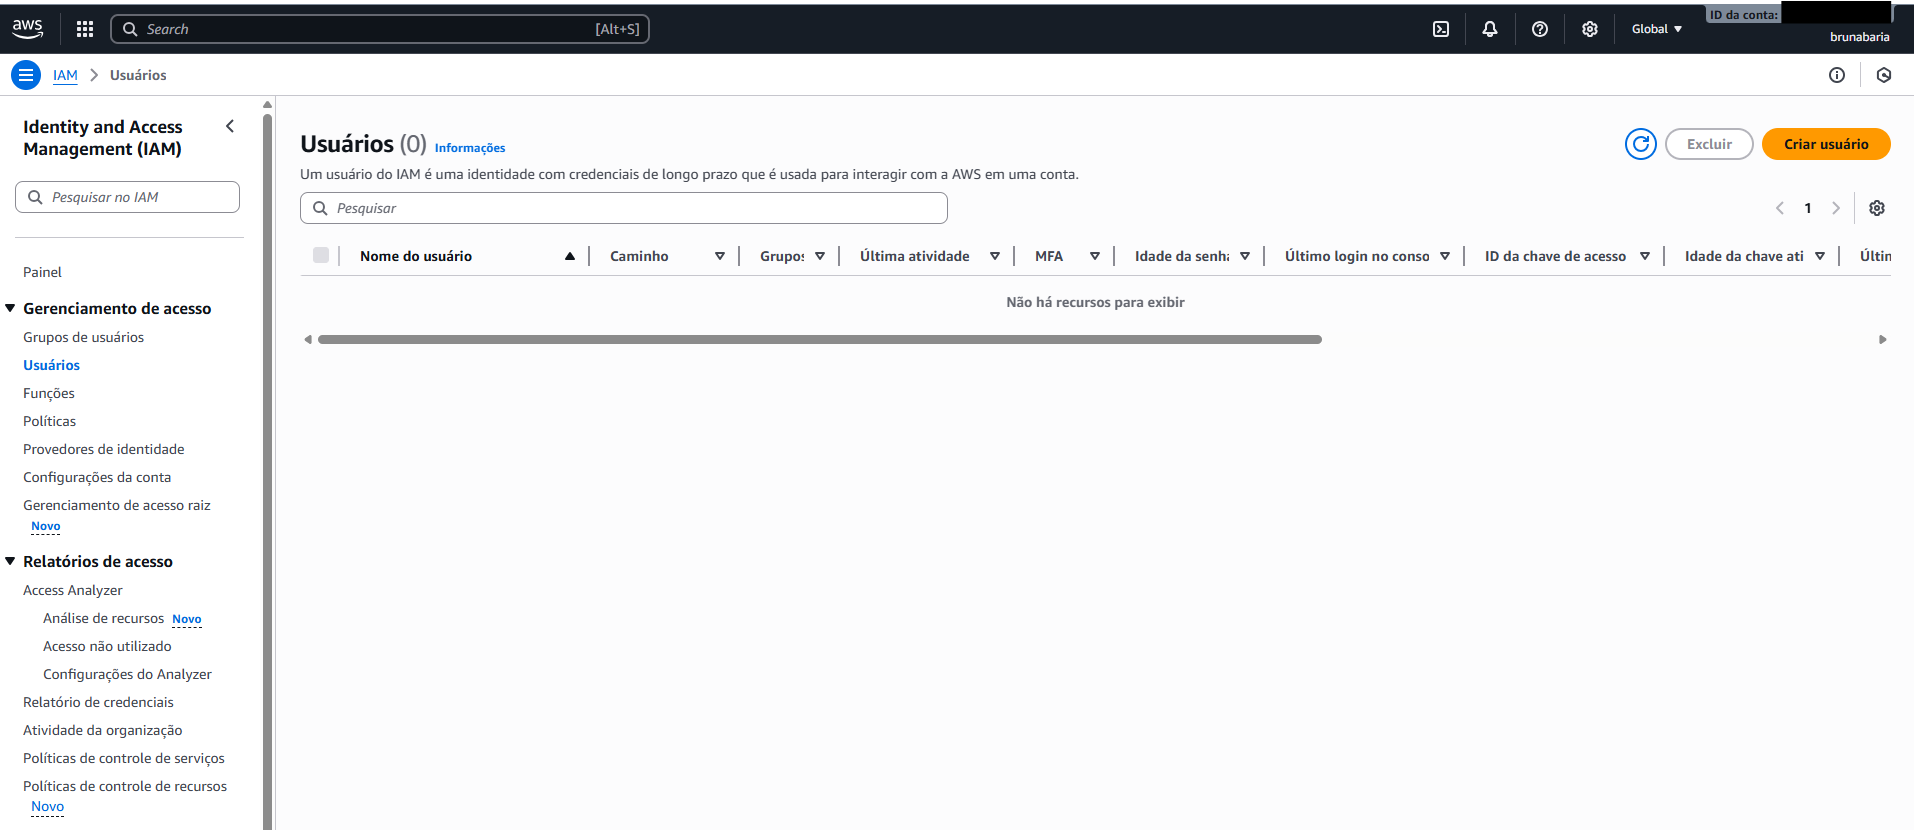 aws
Search [Alt+S]
Global
ID da conta:
brunabaria
IAM > Usuários
Identity and Access
Management (IAM)
Pesquisar no IAM
Painel
Gerenciamento de acesso
Grupos de usuários
Usuários
Funções
Políticas
Provedores de identidade
Configurações da conta
Gerenciamento de acesso raiz
Novo
Relatórios de acesso
Access Analyzer
Análise de recursos Novo
Acesso não utilizado
Configurações do Analyzer
Relatório de credenciais
Atividade da organização
Políticas de controle de serviços
Políticas de controle de recursos
Novo
Usuários (0) Informações
Excluir
Criar usuário
Um usuário do IAM é uma identidade com credenciais de longo prazo que é usada para interagir com a AWS em uma conta.
Pesquisar
1
Nome do usuário Caminho Grupos Última atividade MFA Idade da senha Último login no conso ID da chave de acesso Idade da chave ati Últin
Não há recursos para exibir